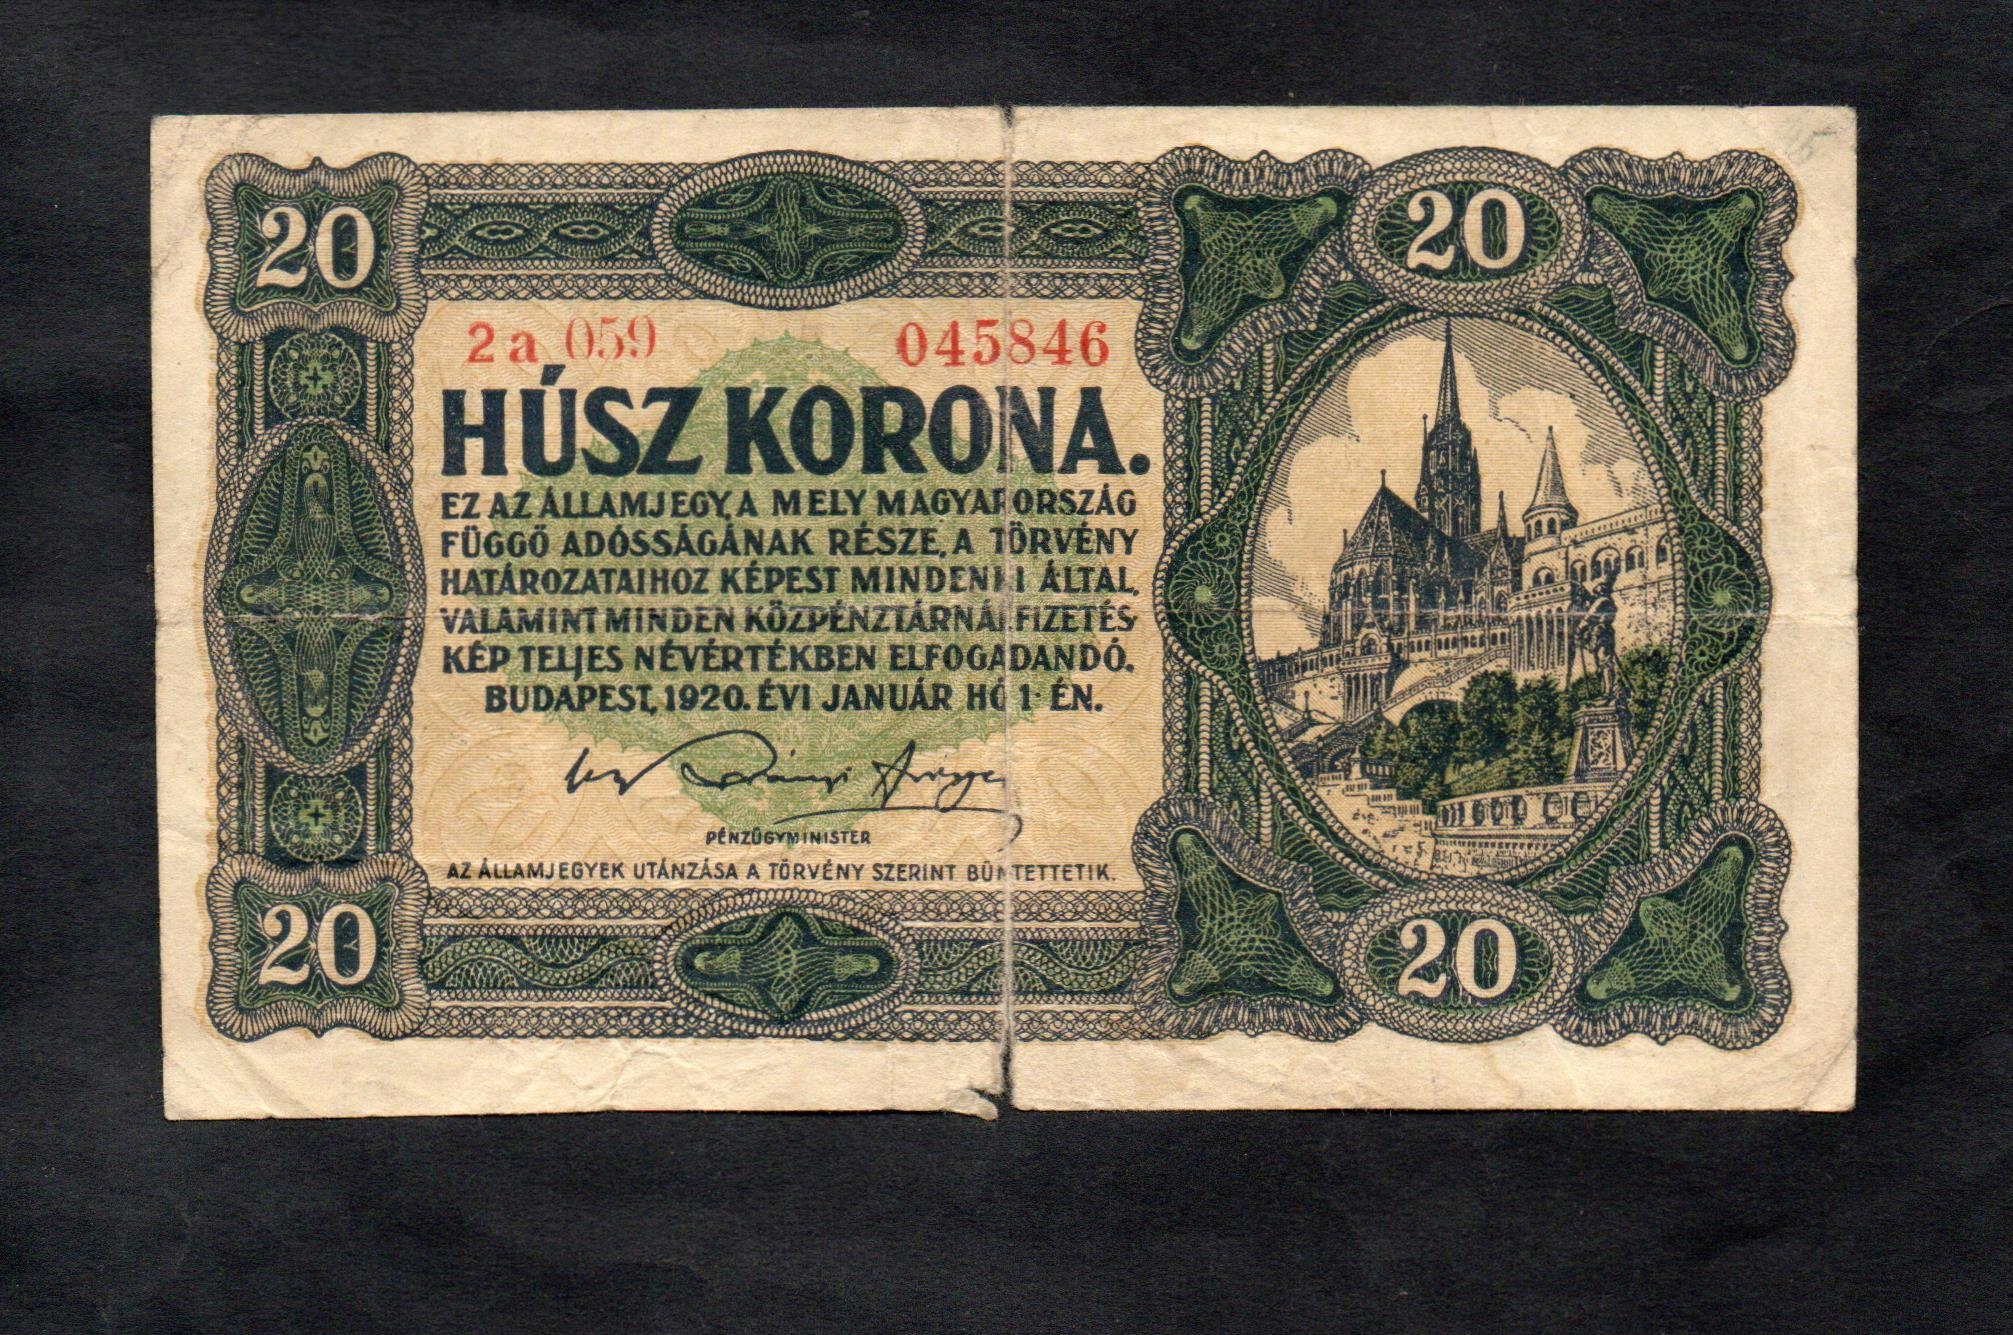 20
20
2a 059 045846
HÚSZ KORONA.
EZ AZ ÁLLAMJEGY, A MELY MAGYARORSZÁG
FÜGGŐ ADÓSSÁGÁNAK RÉSZE, A TÖRVÉNY
HATÁROZATAIHOZ KÉPEST MINDENKI ÁLTAL,
VALAMINT MINDEN KÖZPÉNZTÁRNÁL FIZETÉS-
KÉP TELJES NÉVÉRTÉKBEN ELFOGADANDÓ.
BUDAPEST, 1920. ÉVI JANUÁR HÓ 1-ÉN.
PÉNZÜGYMINISTER
AZ ÁLLAMJEGYEK UTÁNZÁSA A TÖRVÉNY SZERINT BÜNTETTETIK.
20
20